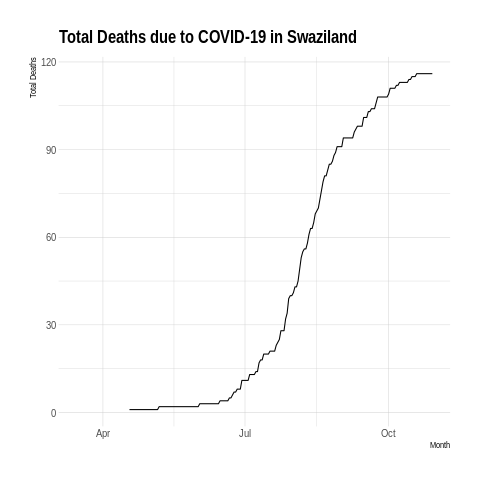 Total Deaths due to COVID-19 in Swaziland
Total Deaths
120
90
60
30
0
Apr
Jul
Oct
Month